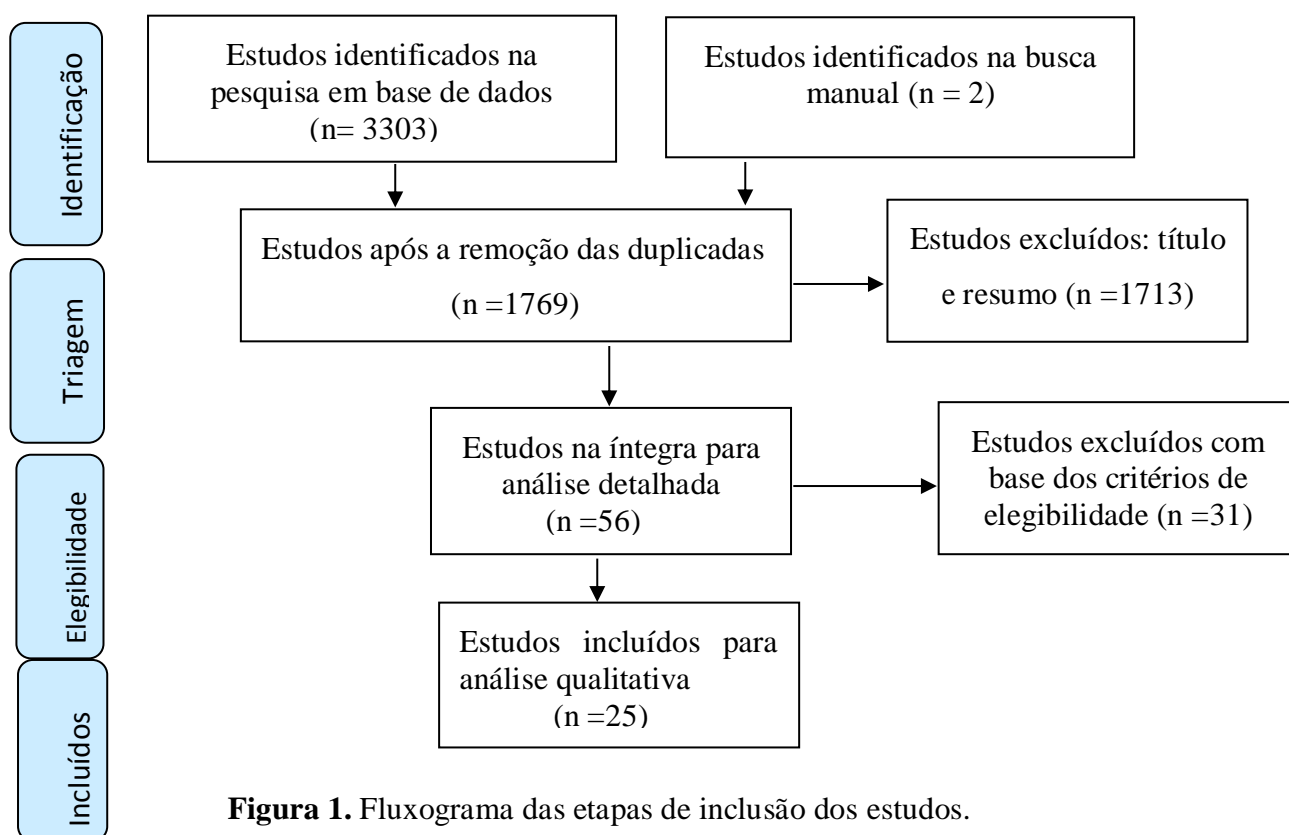 Identificação
Estudos identificados na
pesquisa em base de dados
(n= 3303)
Estudos identificados na busca
manual (n = 2)
Estudos após a remoção das duplicadas
(n =1769)
Estudos excluídos: título
e resumo (n =1713)
Triagem
Estudos na íntegra para
análise detalhada
(n =56)
Estudos excluídos com
base dos critérios de
elegibilidade (n =31)
Elegibilidade
Estudos incluídos para
análise qualitativa
(n =25)
Incluídos
Figura 1. Fluxograma das etapas de inclusão dos estudos.